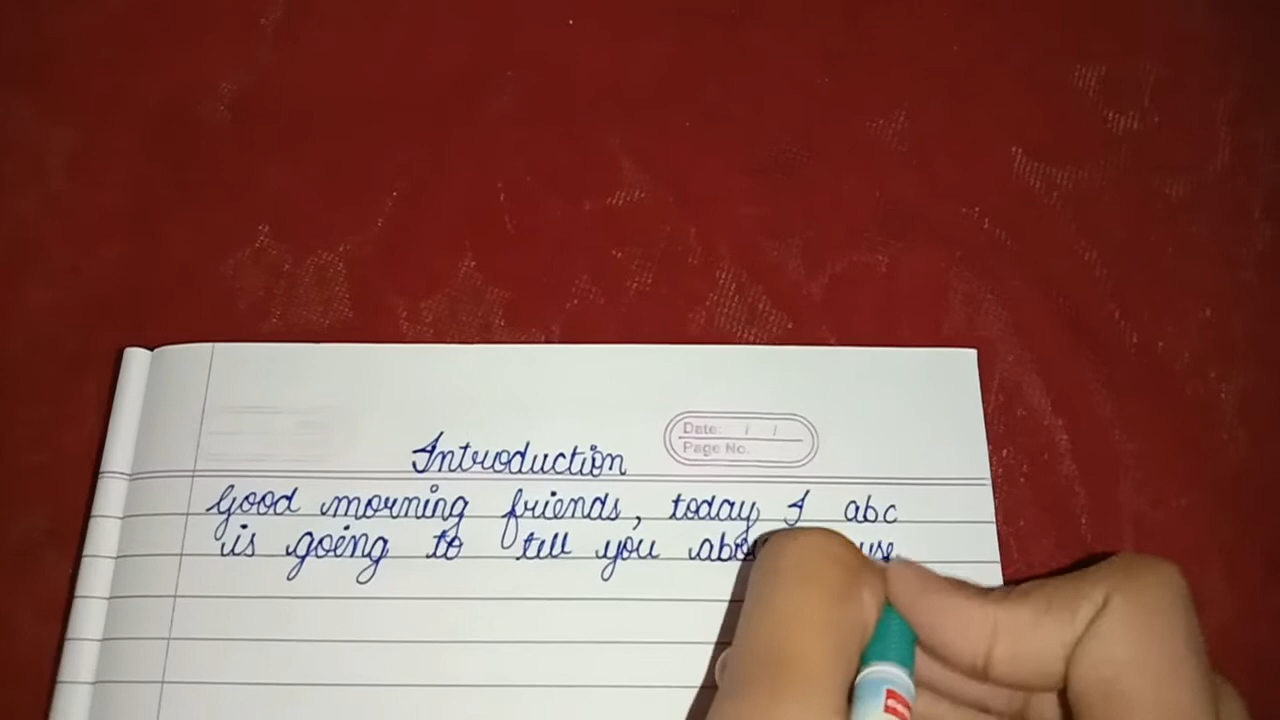 Date: / /
Page No.
Introduction
Good morning friends, today I abc
is going to tell you